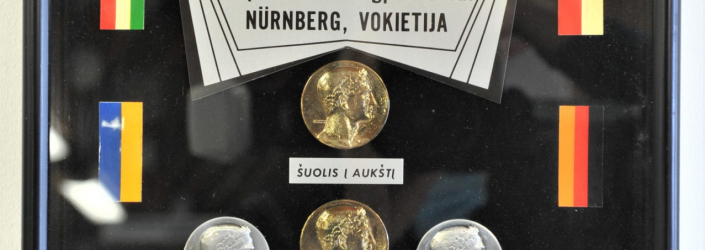 NÜRNBERG, VOKIETIJA
ŠUOLIS Į AUKŠTĮ